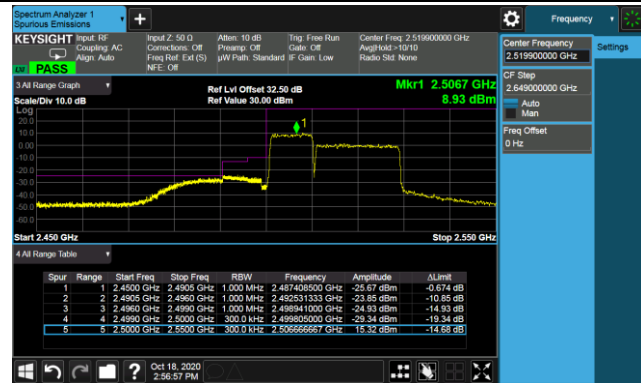 Spectrum Analyzer 1
Spurious Emissions
Frequency
KEYSIGHT Input: RF
Coupling: AC
Align: Auto
Input Z: 50 Ω
Corrections: Off
Freq Ref: Ext (S)
NFE: Off
Atten: 10 dB
Preamp: Off
µW Path: Standard
Trig: Free Run
Gate: Off
IF Gain: Low
Center Freq: 2.519900000 GHz
Avg|Hold:>10/10
Radio Std: None
LXI PASS
Center Frequency
2.519900000 GHz
Settings
CF Step
2.649000000 GHz
Auto
Man
Freq Offset
0 Hz
3 All Range Graph
Scale/Div 10.0 dB
Ref Lvl Offset 32.50 dB
Ref Value 30.00 dBm
Mkr1 2.5067 GHz
8.93 dBm
Log
20.0
10.0
0.00
-10.0
-20.0
-30.0
-40.0
-50.0
-60.0
1
Start 2.450 GHz
Stop 2.550 GHz
4 All Range Table
Spur Range Start Freq Stop Freq RBW Frequency Amplitude ΔLimit
1 1 2.4500 GHz 2.4905 GHz 1.000 MHz 2.487408500 GHz -25.67 dBm -0.674 dB
2 2 2.4905 GHz 2.4960 GHz 1.000 MHz 2.492531333 GHz -23.85 dBm -10.85 dB
3 3 2.4960 GHz 2.4990 GHz 1.000 MHz 2.498941000 GHz -24.93 dBm -14.93 dB
4 4 2.4990 GHz 2.5000 GHz 300.0 kHz 2.499805000 GHz -29.34 dBm -19.34 dB
5 5 2.5000 GHz 2.5500 GHz 300.0 kHz 2.506666667 GHz 15.32 dBm -14.68 dB
?
Oct 18, 2020
2:56:57 PM